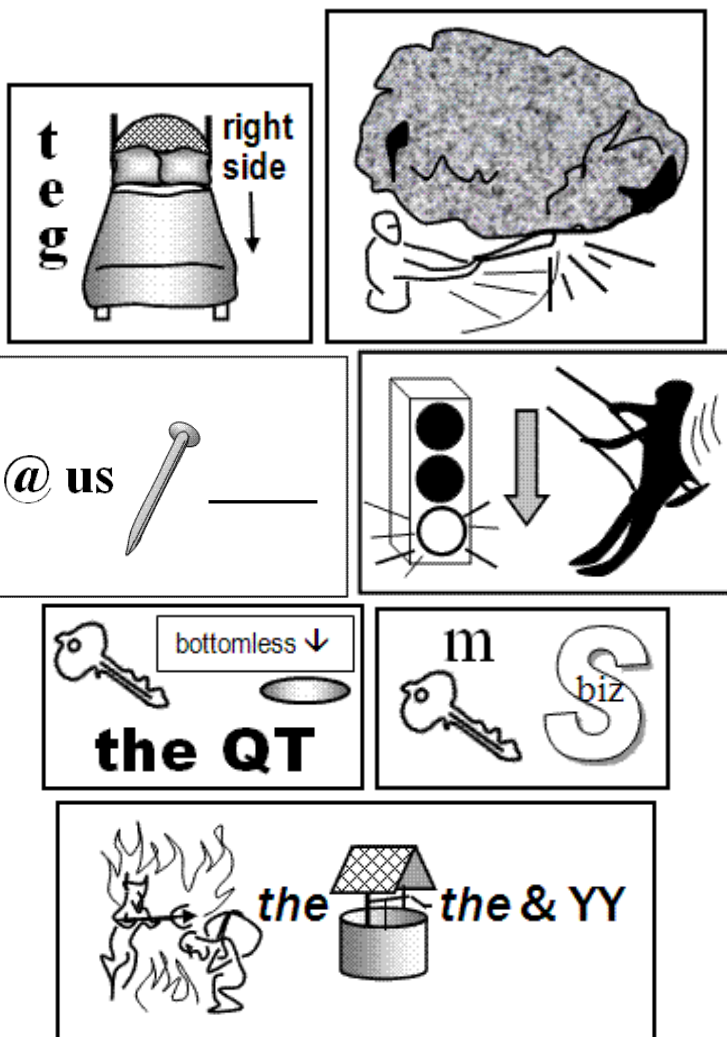 t
e
g
right
side
@ us
bottomless ↓
the QT
m
biz
S
the the & YY